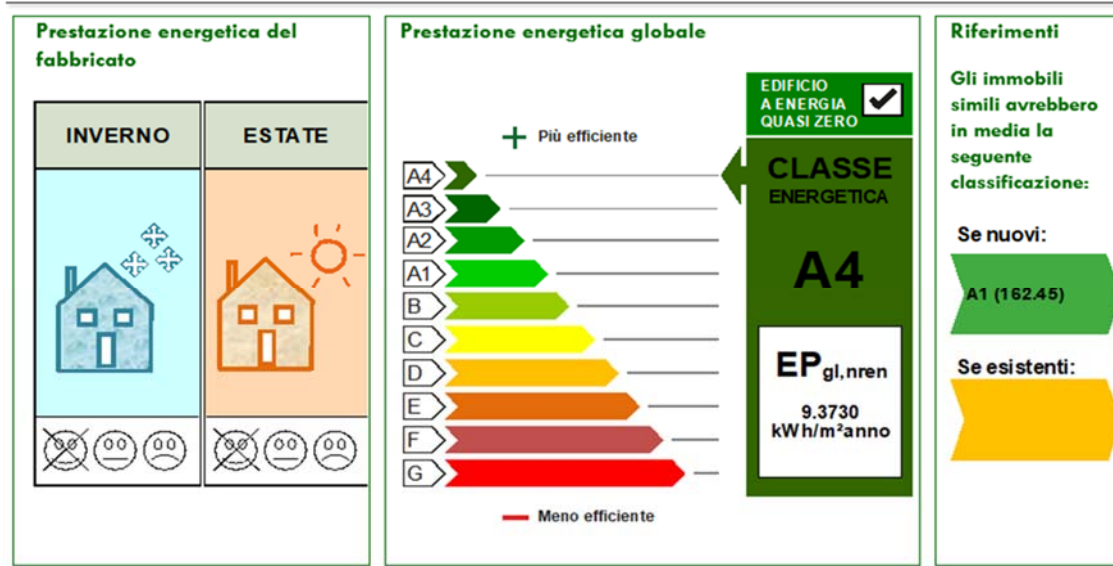 Prestazione energetica del
fabbricato
INVERNO
ESTATE
Prestazione energetica globale
EDIFICIO
A ENERGIA
QUASI ZERO
+ Più efficiente
A4
A3
A2
A1
B
C
D
E
F
G
— Meno efficiente
CLASSE
ENERGETICA
A4
EPgl,nren
9.3730
kWh/m²anno
Riferimenti
Gli immobili
simili avrebbero
in media la
seguente
classificazione:
Se nuovi:
A1 (162.45)
Se esistenti: